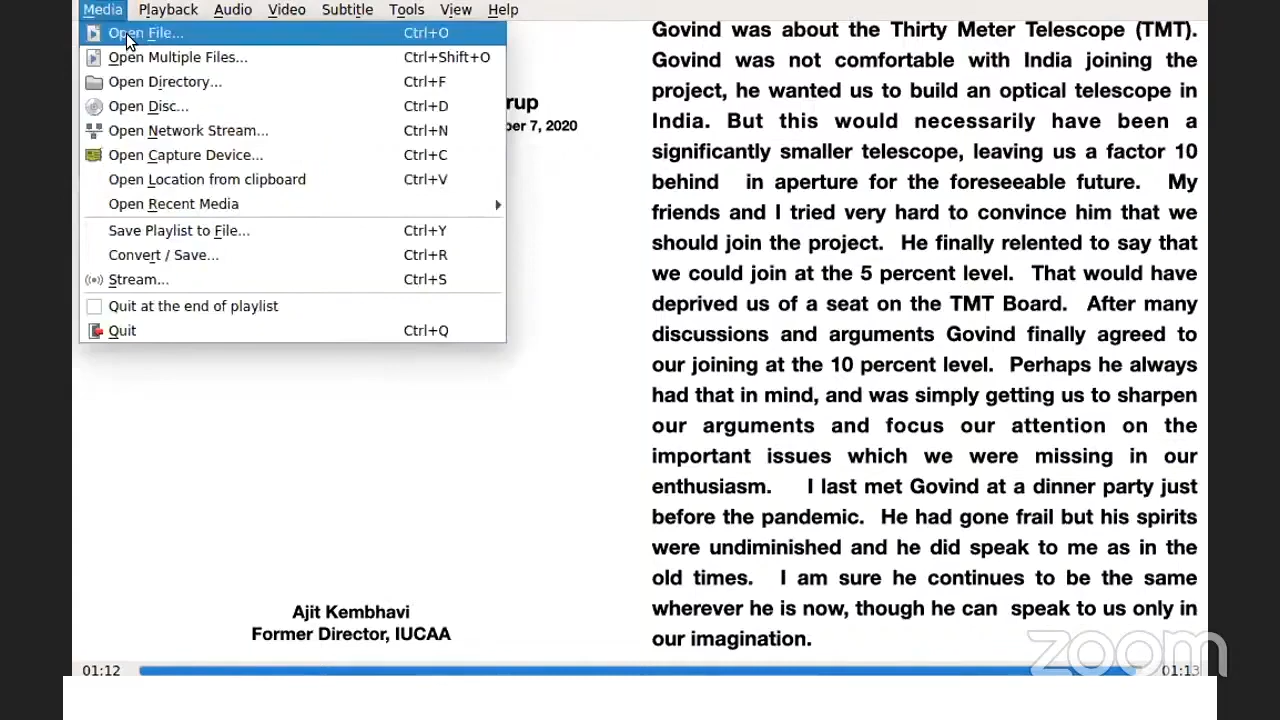 Media Playback Audio Video Subtitle Tools View Help
Open File... Ctrl+O
Open Multiple Files... Ctrl+Shift+O
Open Directory... Ctrl+F
Open Disc... Ctrl+D
Open Network Stream... Ctrl+N
Open Capture Device... Ctrl+C
Open Location from clipboard Ctrl+V
Open Recent Media
Save Playlist to File... Ctrl+Y
Convert / Save... Ctrl+R
Stream... Ctrl+S
Quit at the end of playlist
Quit Ctrl+Q
rup
ber 7, 2020
Ajit Kembhavi
Former Director, IUCAA
Govind was about the Thirty Meter Telescope (TMT).
Govind was not comfortable with India joining the
project, he wanted us to build an optical telescope in
India. But this would necessarily have been a
significantly smaller telescope, leaving us a factor 10
behind in aperture for the foreseeable future. My
friends and I tried very hard to convince him that we
should join the project. He finally relented to say that
we could join at the 5 percent level. That would have
deprived us of a seat on the TMT Board. After many
discussions and arguments Govind finally agreed to
our joining at the 10 percent level. Perhaps he always
had that in mind, and was simply getting us to sharpen
our arguments and focus our attention on the
important issues which we were missing in our
enthusiasm. I last met Govind at a dinner party just
before the pandemic. He had gone frail but his spirits
were undiminished and he did speak to me as in the
old times. I am sure he continues to be the same
wherever he is now, though he can speak to us only in
our imagination.
zoom
01:12 01:13